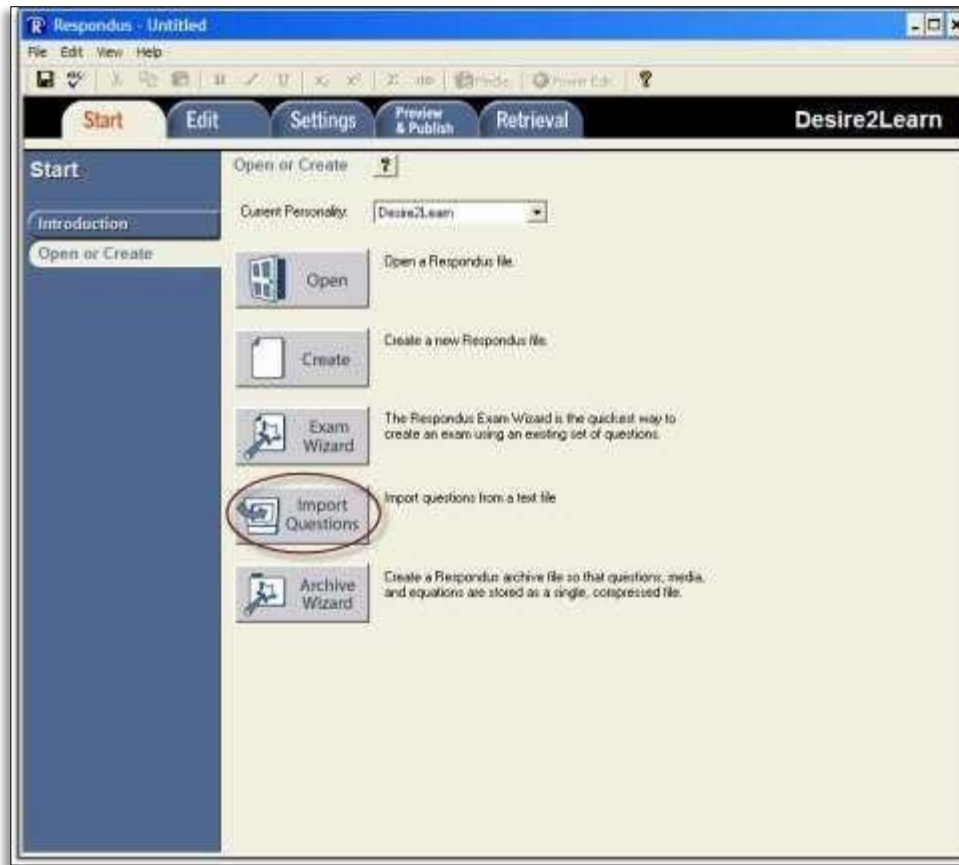 Respondus - Untitled
File Edit View Help
Start Edit Settings Preview & Publish Retrieval Desire2Learn
Start
Introduction
Open or Create
Open or Create ?
Current Personality: Desire2Learn
Open
Open a Respondus file.
Create
Create a new Respondus file.
Exam
Wizard
The Respondus Exam Wizard is the quickest way to
create an exam using an existing set of questions.
Import
Questions
Import questions from a text file
Archive
Wizard
Create a Respondus archive file so that questions, media,
and equations are stored as a single, compressed file.